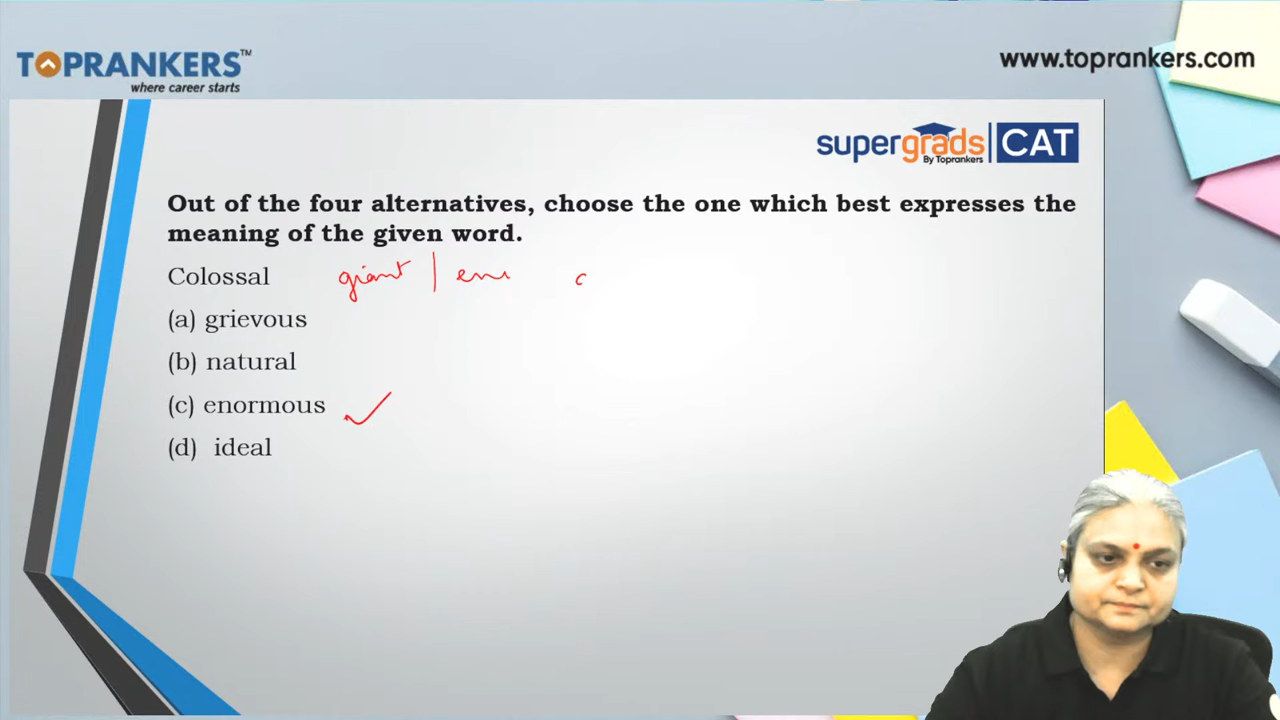 TOPRANKERS™
where career starts
www.toprankers.com
supergrads | CAT
By Toprankers
Out of the four alternatives, choose the one which best expresses the
meaning of the given word.
Colossal giant | en
(a) grievous
(b) natural
(c) enormous
(d) ideal